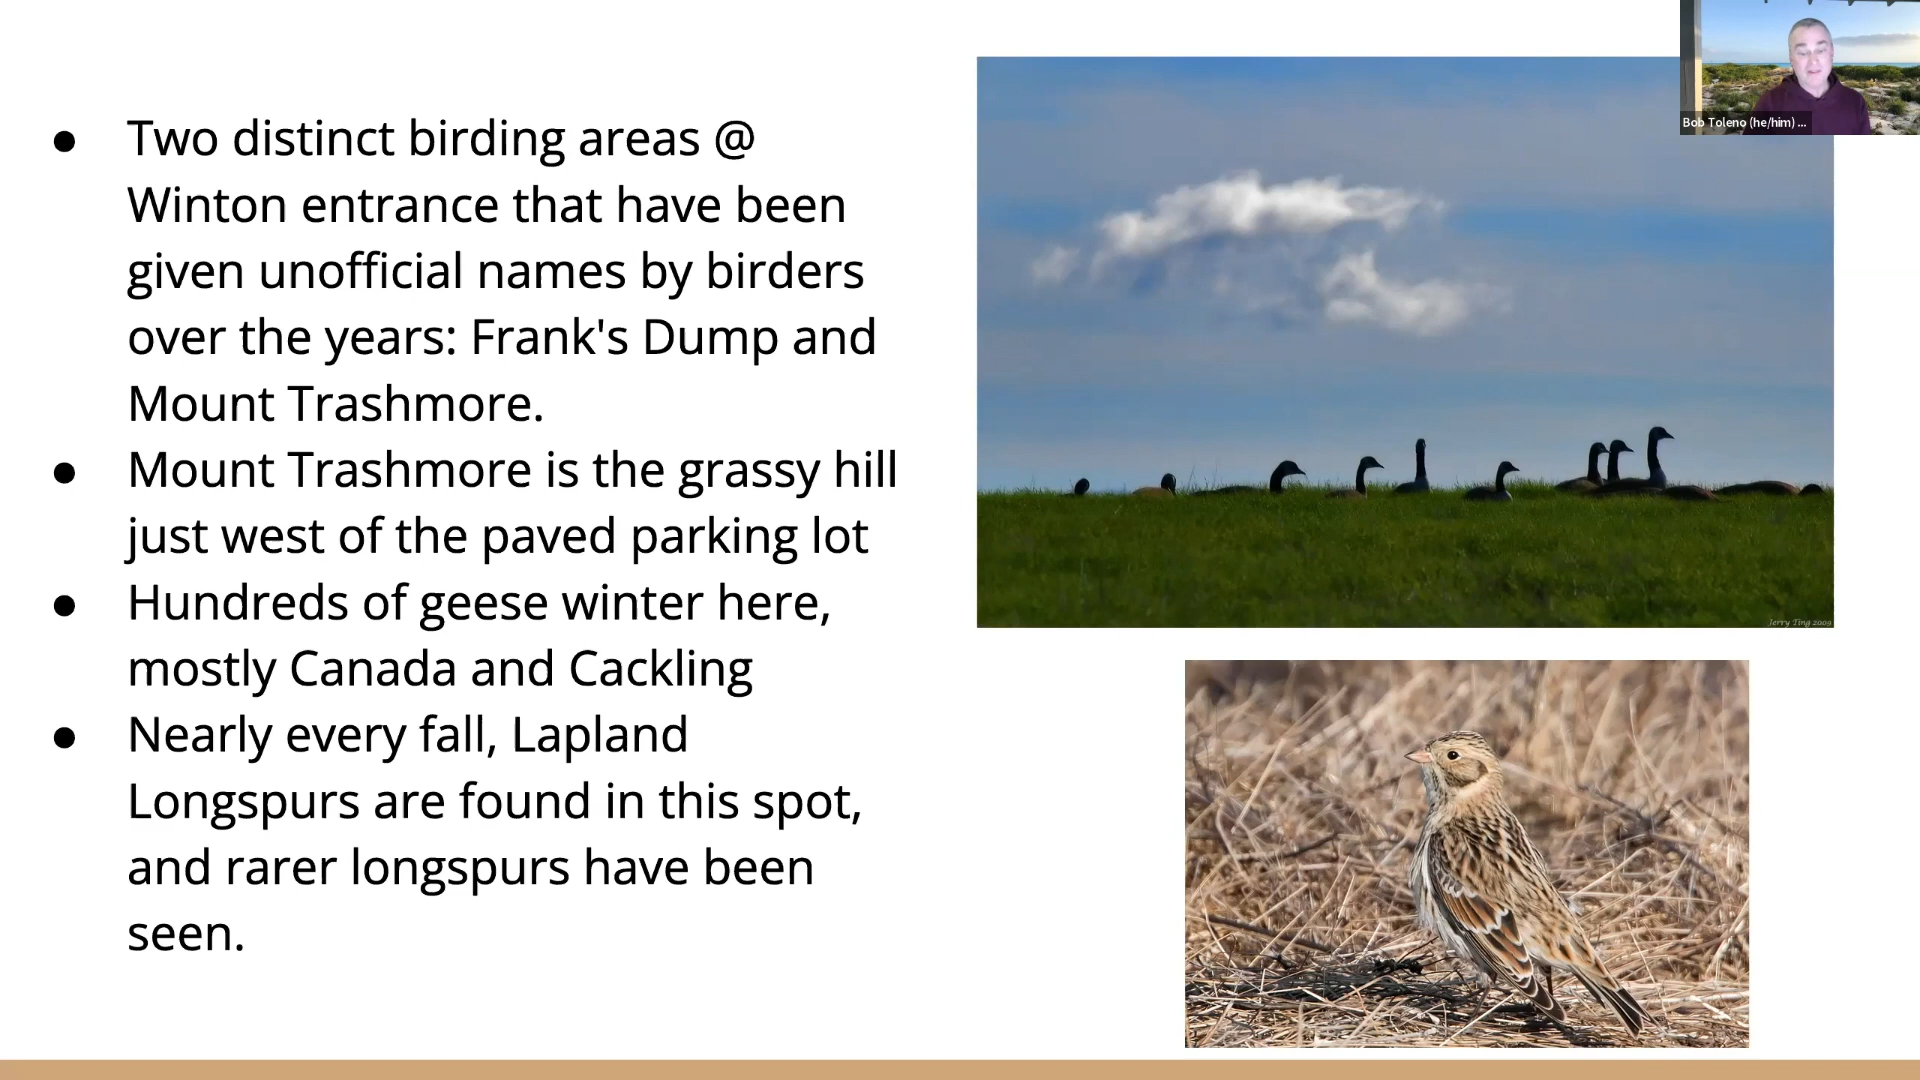 ● Two distinct birding areas @
Winton entrance that have been
given unofficial names by birders
over the years: Frank's Dump and
Mount Trashmore.
● Mount Trashmore is the grassy hill
just west of the paved parking lot
● Hundreds of geese winter here,
mostly Canada and Cackling
● Nearly every fall, Lapland
Longspurs are found in this spot,
and rarer longspurs have been
seen.
Bob Toleno (he/him) ...
Jerry Ting 2009